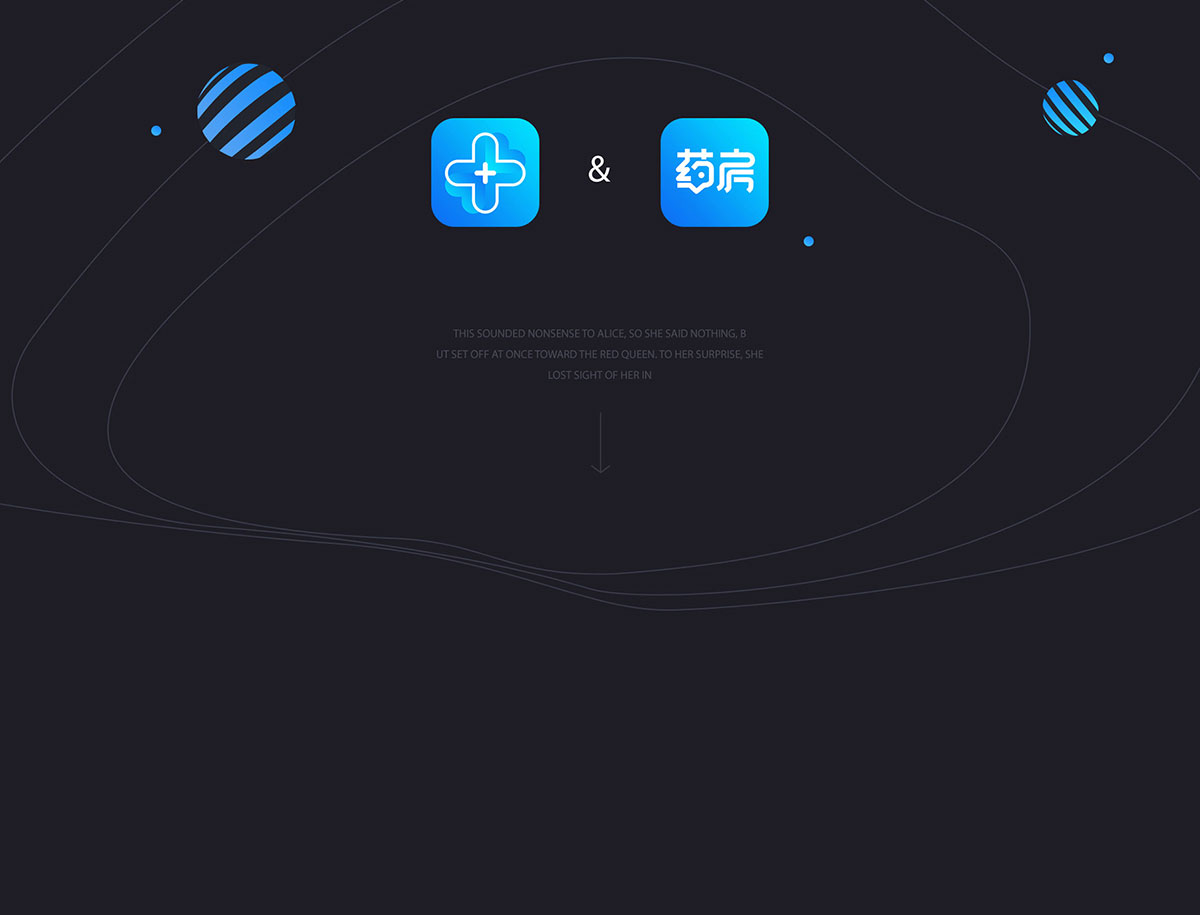 &
药房
THIS SOUNDED NONSENSE TO ALICE, SO SHE SAID NOTHING, B
UT SET OFF AT ONCE TOWARD THE RED QUEEN. TO HER SURPRISE, SHE
LOST SIGHT OF HER IN